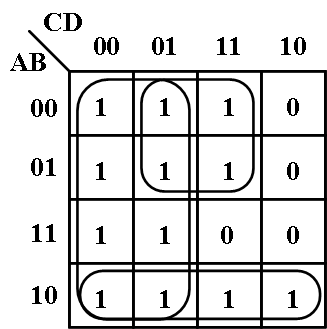 CD
AB
00 01 11 10
00 1 1 1 0
01 1 1 1 0
11 1 1 0 0
10 1 1 1 1